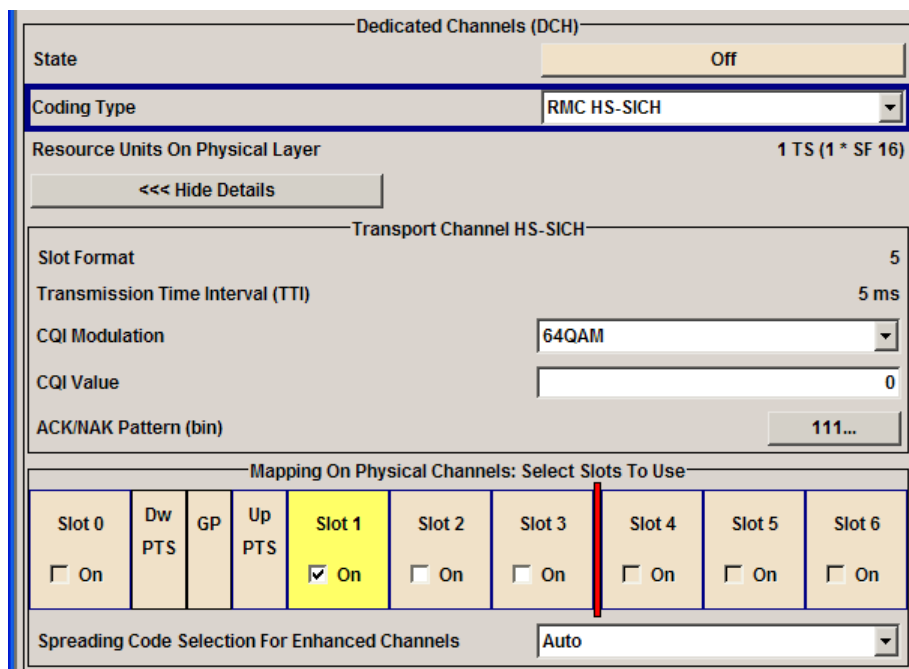 Dedicated Channels (DCH)
State Off
Coding Type RMC HS-SICH
Resource Units On Physical Layer 1 TS (1 * SF 16)
<<< Hide Details
Transport Channel HS-SICH
Slot Format 5
Transmission Time Interval (TTI) 5 ms
CQI Modulation 64QAM
CQI Value 0
ACK/NAK Pattern (bin) 111...
Mapping On Physical Channels: Select Slots To Use
Slot 0 Dw PTS GP Up PTS Slot 1 Slot 2 Slot 3 Slot 4 Slot 5 Slot 6
On On On On On On On
Spreading Code Selection For Enhanced Channels Auto